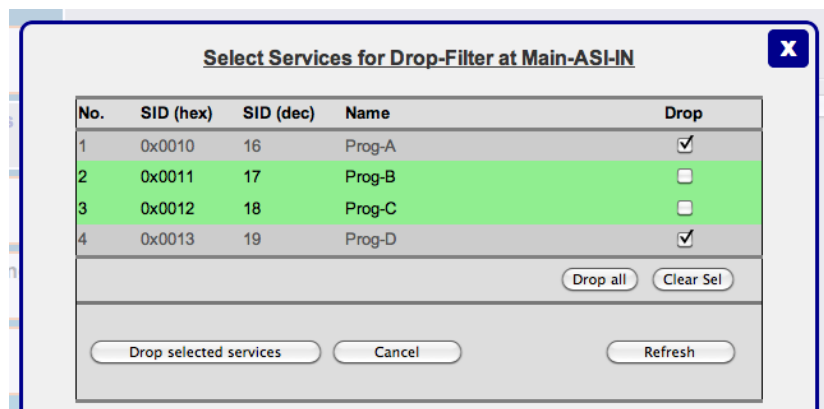 Select Services for Drop-Filter at Main-ASI-IN
X
No. SID (hex) SID (dec) Name Drop
1 0x0010 16 Prog-A
2 0x0011 17 Prog-B
3 0x0012 18 Prog-C
4 0x0013 19 Prog-D
Drop all Clear Sel
Drop selected services Cancel Refresh